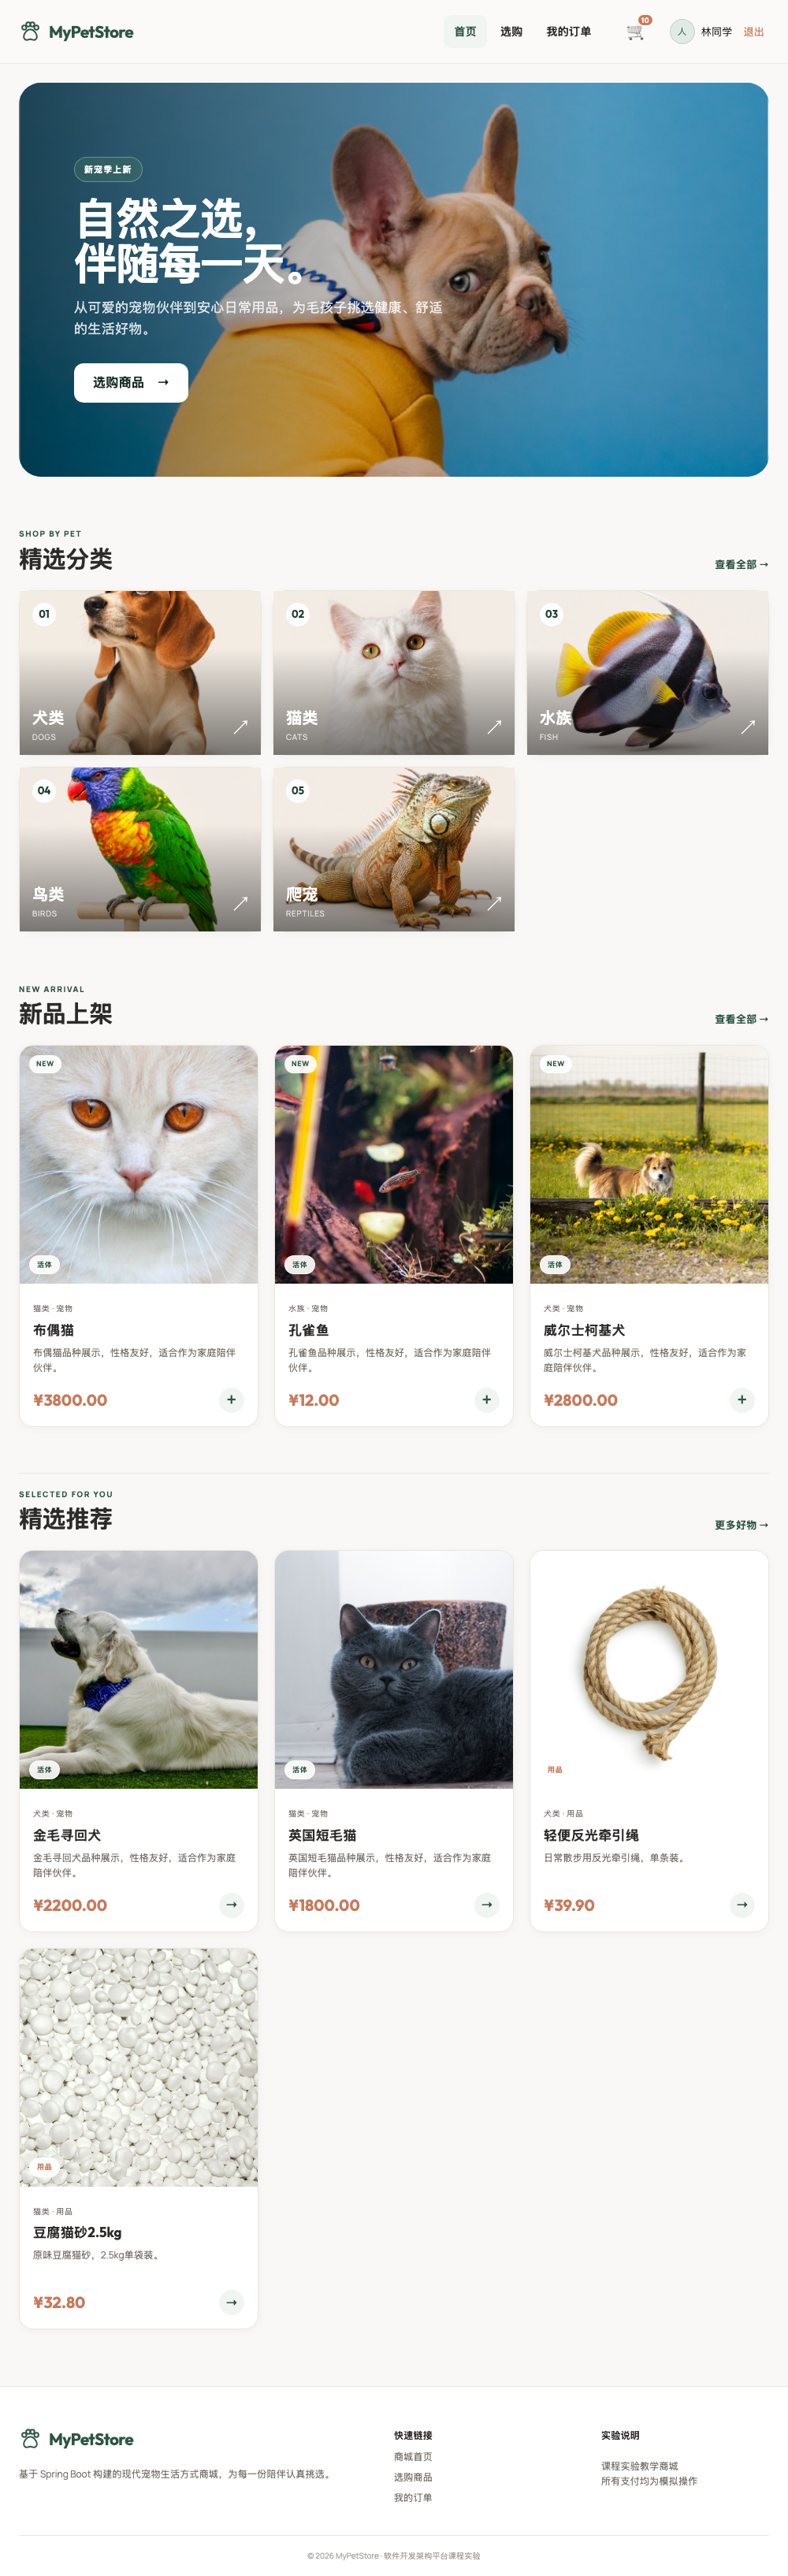 MyPetStore
首页
选购
我的订单
10
人
林同学
退出
新宠季上新
自然之选，
伴随每一天。
从可爱的宠物伙伴到安心日常用品，为毛孩子挑选健康、舒适
的生活好物。
选购商品 →
SHOP BY PET
精选分类
查看全部 →
01
犬类
DOGS
↗
02
猫类
CATS
↗
03
水族
FISH
↗
04
鸟类
BIRDS
↗
05
爬宠
REPTILES
↗
NEW ARRIVAL
新品上架
查看全部 →
NEW
活体
猫类 · 宠物
布偶猫
布偶猫品种展示，性格友好，适合作为家庭陪伴
伙伴。
¥3800.00
+
NEW
活体
水族 · 宠物
孔雀鱼
孔雀鱼品种展示，性格友好，适合作为家庭陪伴
伙伴。
¥12.00
+
NEW
活体
犬类 · 宠物
威尔士柯基犬
威尔士柯基犬品种展示，性格友好，适合作为家
庭陪伴伙伴。
¥2800.00
+
SELECTED FOR YOU
精选推荐
更多好物 →
活体
犬类 · 宠物
金毛寻回犬
金毛寻回犬品种展示，性格友好，适合作为家庭
陪伴伙伴。
¥2200.00
→
活体
猫类 · 宠物
英国短毛猫
英国短毛猫品种展示，性格友好，适合作为家庭
陪伴伙伴。
¥1800.00
→
用品
犬类 · 用品
轻便反光牵引绳
日常散步用反光牵引绳，单条装。
¥39.90
→
用品
猫类 · 用品
豆腐猫砂2.5kg
原味豆腐猫砂，2.5kg单袋装。
¥32.80
→
MyPetStore
基于 Spring Boot 构建的现代宠物生活方式商城，为每一份陪伴认真挑选。
快速链接
商城首页
选购商品
我的订单
实验说明
课程实验教学商城
所有支付均为模拟操作
© 2026 MyPetStore · 软件开发架构平台课程实验